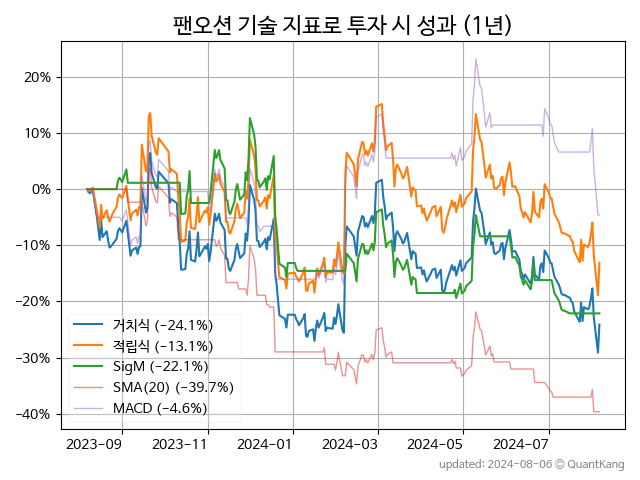 팬오션 기술 지표로 투자 시 성과 (1년)
20%
10%
0%
−10%
−20%
−30%
−40%
거치식 (−24.1%)
적립식 (−13.1%)
SigM (−22.1%)
SMA(20) (−39.7%)
MACD (−4.6%)
2023-09
2023-11
2024-01
2024-03
2024-05
2024-07
updated: 2024-08-06 © QuantKang